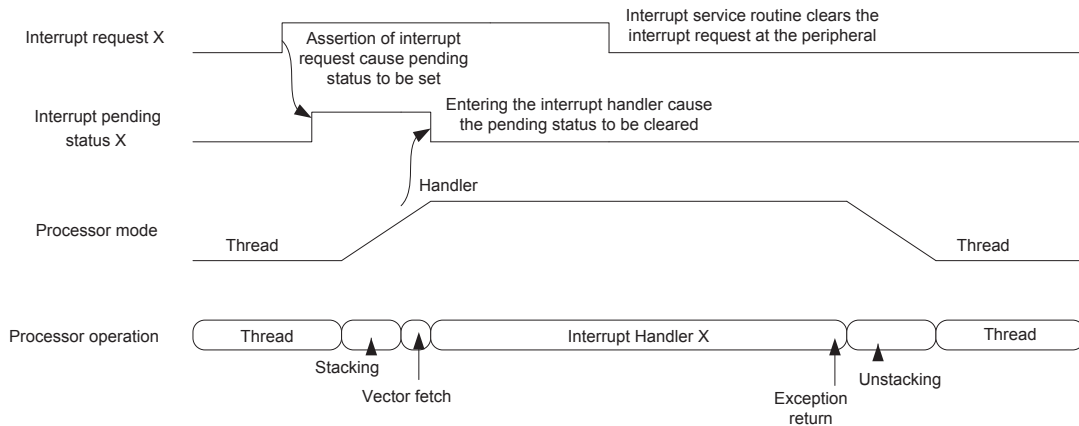 Interrupt request X
Assertion of interrupt
request cause pending
status to be set
Interrupt service routine clears the
interrupt request at the peripheral
Interrupt pending
status X
Entering the interrupt handler cause
the pending status to be cleared
Handler
Processor mode
Thread
Thread
Processor operation
Thread
Interrupt Handler X
Thread
Stacking
Vector fetch
Exception
return
Unstacking